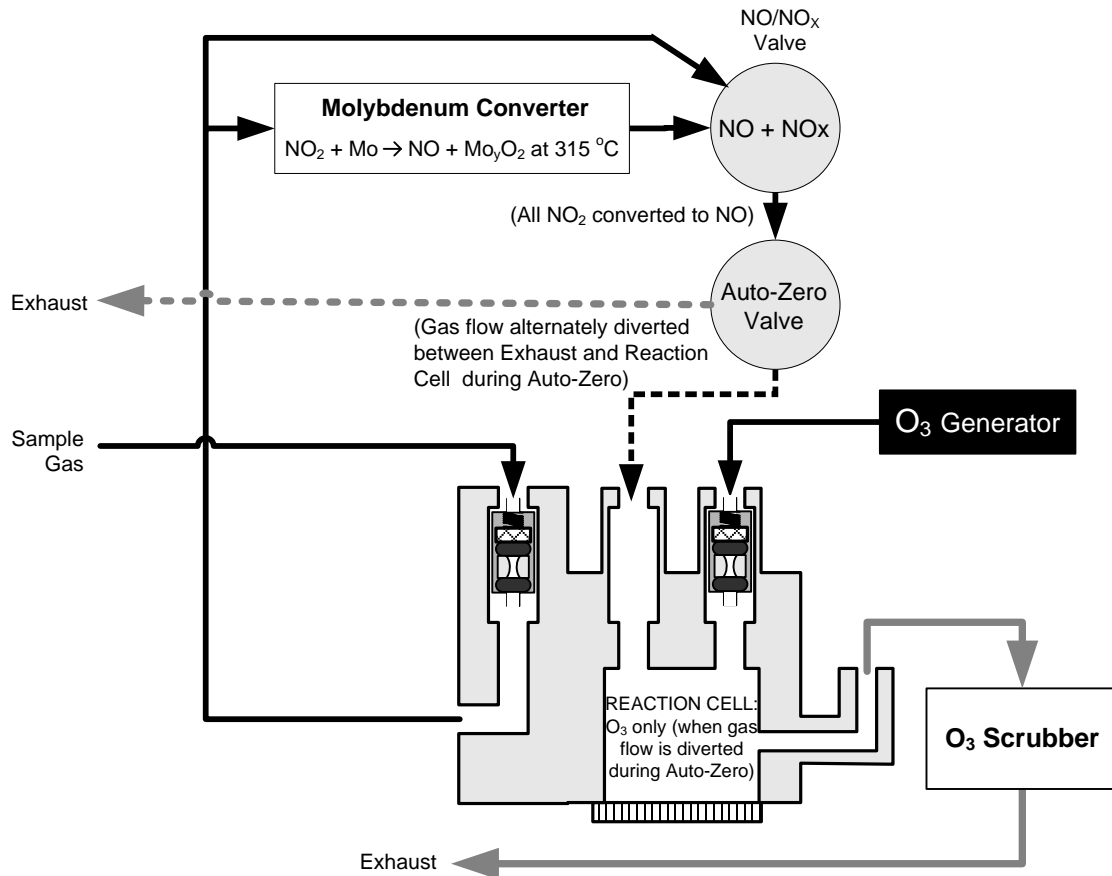 NO/NOX
Valve
Molybdenum Converter
NO2 + Mo → NO + MoyO2 at 315 oC
NO + NOx
(All NO2 converted to NO)
Exhaust
Auto-Zero
Valve
(Gas flow alternately diverted
between Exhaust and Reaction
Cell during Auto-Zero)
O3 Generator
Sample
Gas
REACTION CELL:
O3 only (when gas
flow is diverted
during Auto-Zero)
O3 Scrubber
Exhaust